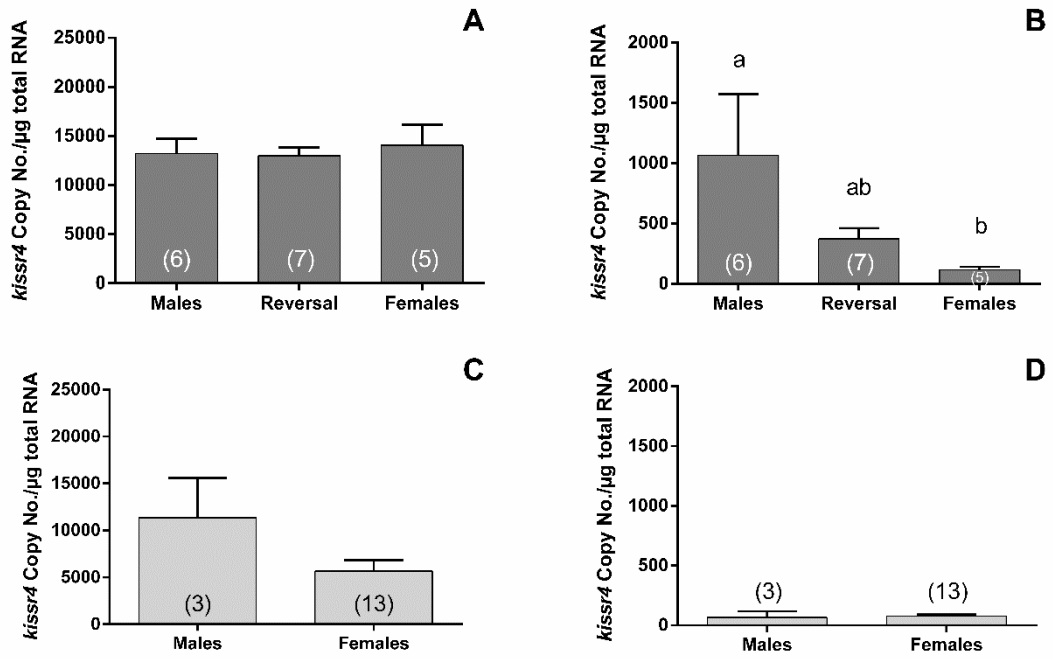 A
kissr4 Copy No./µg total RNA
25000
20000
15000
10000
5000
0
(6)
(7)
(5)
Males
Reversal
Females
B
kissr4 Copy No./µg total RNA
2000
1500
1000
500
0
a
ab
b
(6)
(7)
(5)
Males
Reversal
Females
C
kissr4 Copy No./µg total RNA
25000
20000
15000
10000
5000
0
(3)
(13)
Males
Females
D
kissr4 Copy No./µg total RNA
2000
1500
1000
500
0
(3)
(13)
Males
Females